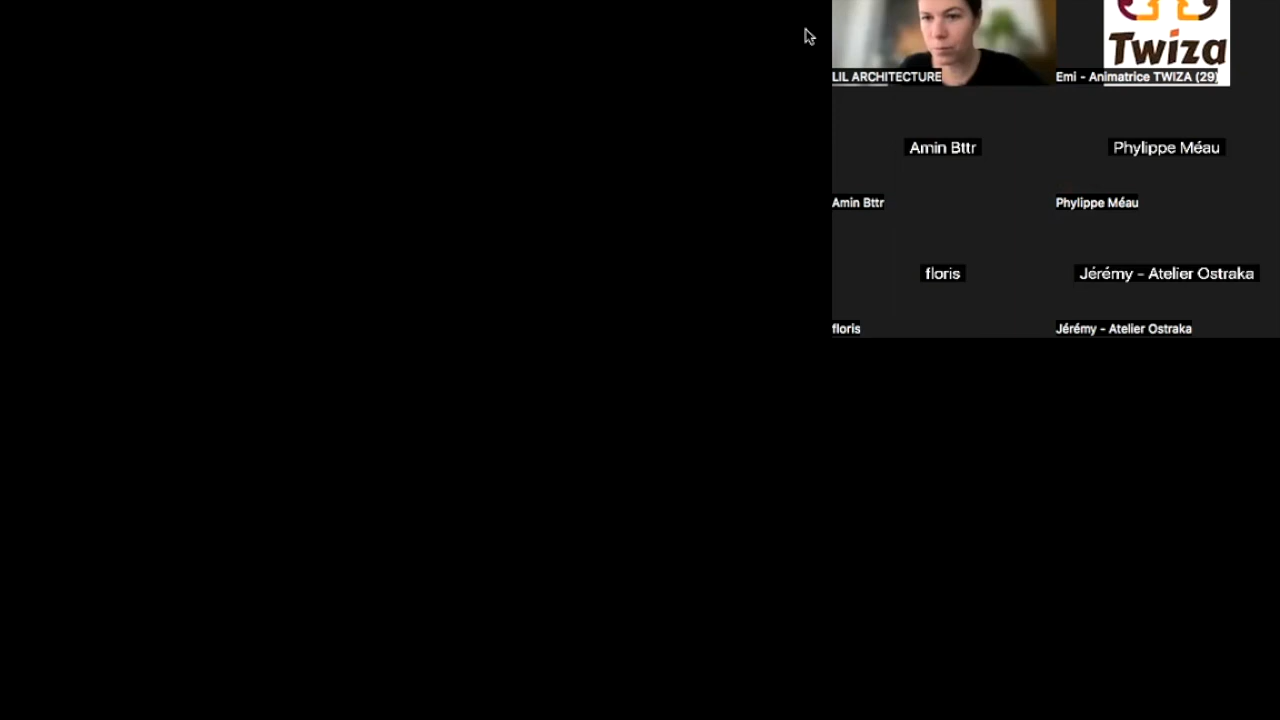 Twiza
LIL ARCHITECTURE
Emi - Animatrice TWIZA (29)
Amin Bttr
Phylippe Méau
Amin Bttr
Phylippe Méau
floris
Jérémy - Atelier Ostraka
floris
Jérémy - Atelier Ostraka